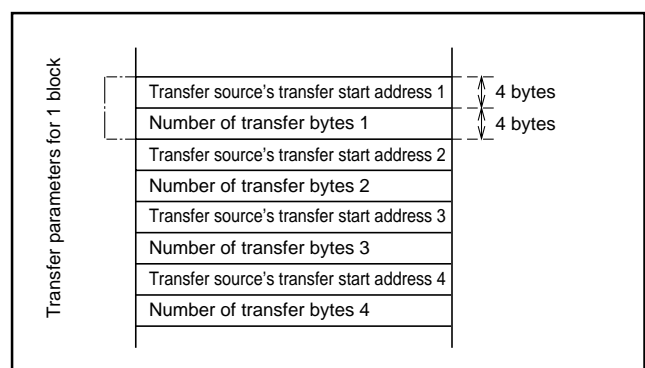 Transfer parameters for 1 block
Transfer source’s transfer start address 1
4 bytes
Number of transfer bytes 1
4 bytes
Transfer source’s transfer start address 2
Number of transfer bytes 2
Transfer source’s transfer start address 3
Number of transfer bytes 3
Transfer source’s transfer start address 4
Number of transfer bytes 4